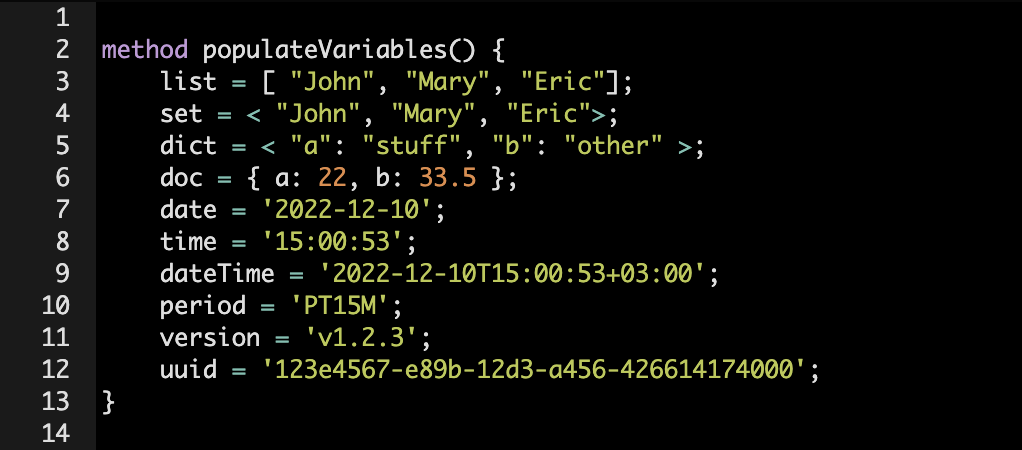 1
2 method populateVariables() {
3     list = [ "John", "Mary", "Eric"];
4     set = < "John", "Mary", "Eric">;
5     dict = < "a": "stuff", "b": "other" >;
6     doc = { a: 22, b: 33.5 };
7     date = '2022-12-10';
8     time = '15:00:53';
9     dateTime = '2022-12-10T15:00:53+03:00';
10     period = 'PT15M';
11     version = 'v1.2.3';
12     uuid = '123e4567-e89b-12d3-a456-426614174000';
13 }
14